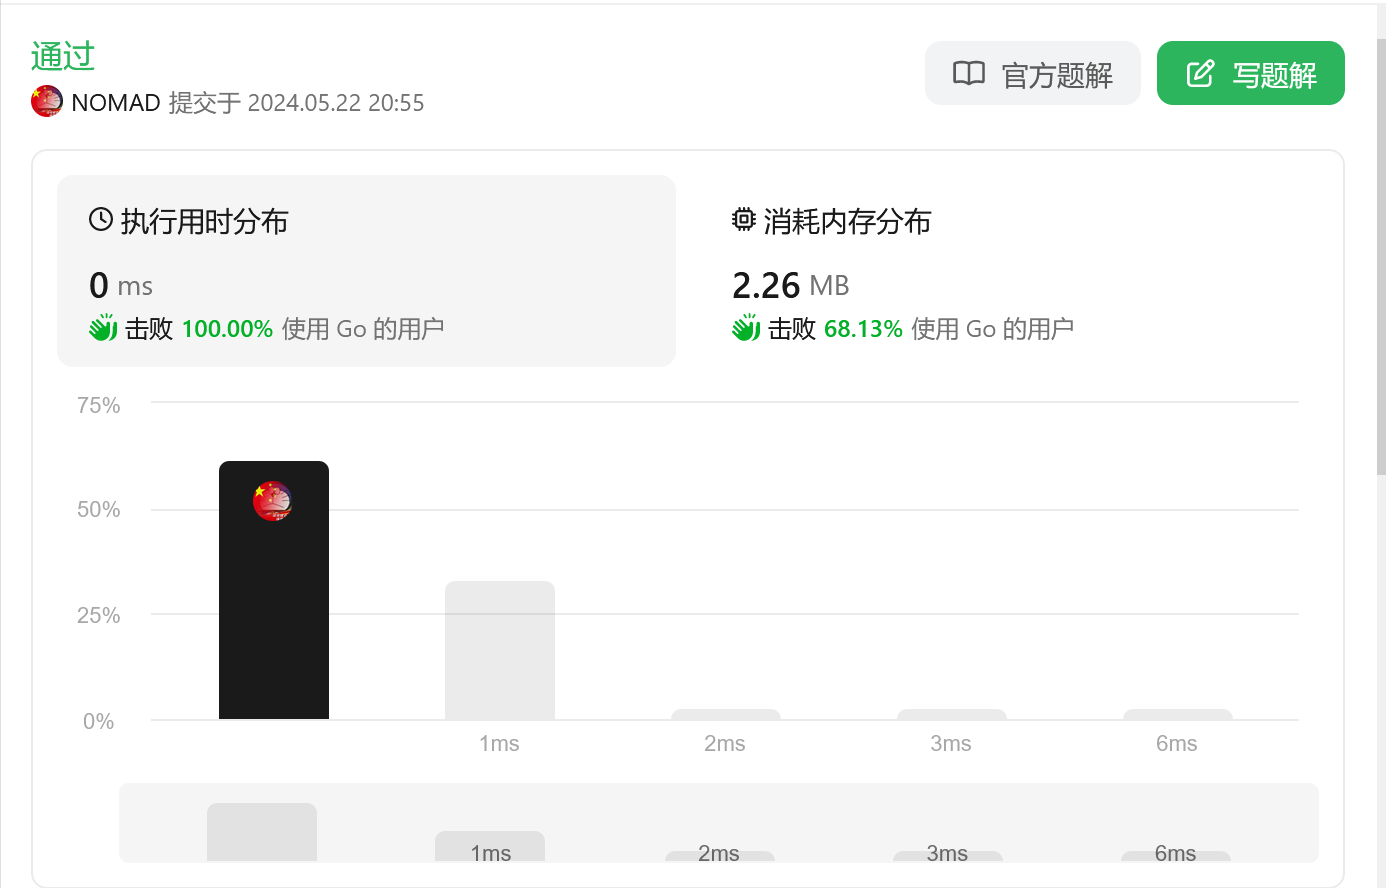 通过
NOMAD 提交于 2024.05.22 20:55
官方题解
写题解
执行用时分布
0 ms
击败 100.00% 使用 Go 的用户
消耗内存分布
2.26 MB
击败 68.13% 使用 Go 的用户
75%
50%
25%
0%
1ms 2ms 3ms 6ms
1ms 2ms 3ms 6ms